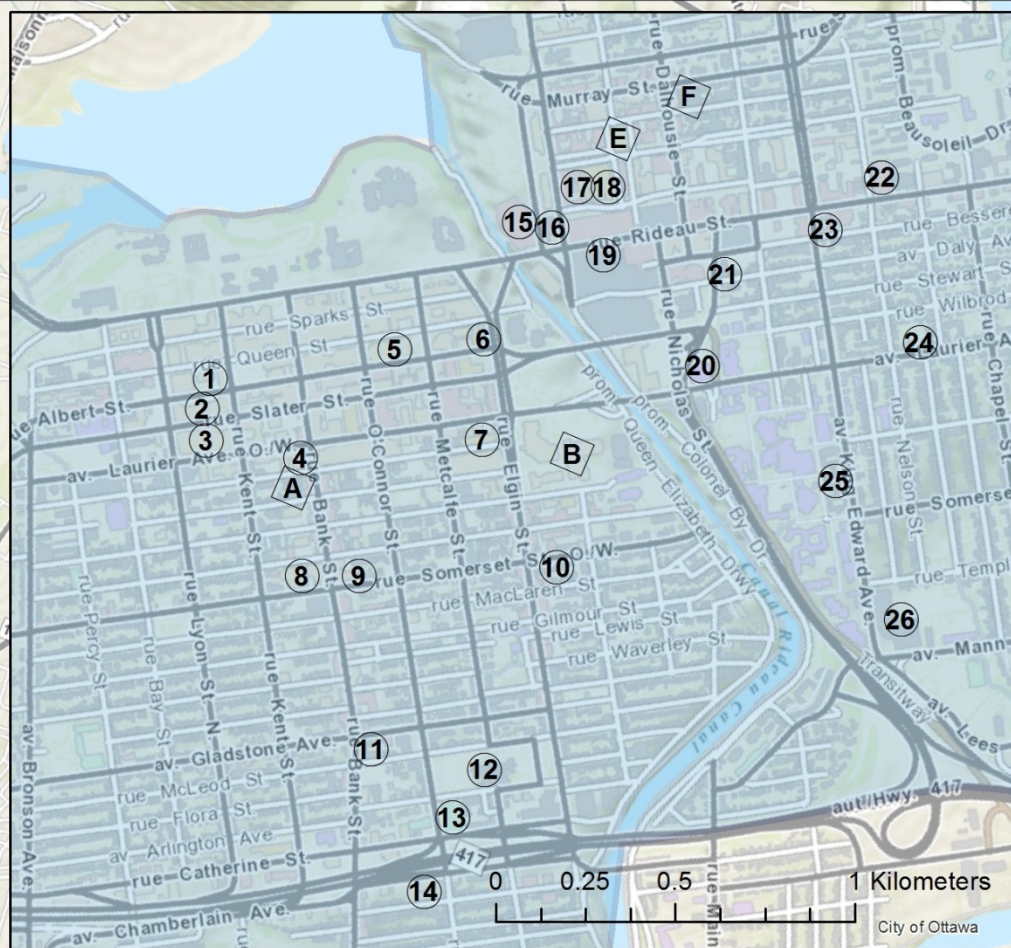 rue Murray St.
rue Dalhousie St.
prom. Beausoleil Dr.
F
E
17 18
22
15 16
rue Rideau St.
23
rue Besserer
av. Daly Av
19
21
rue Stewart St
rue Wilbrod
rue Sparks St
rue Queen St
5
6
1
20
24
av. Laurier A
rue Albert St.
2
rue Slater St.
3
av. Laurier Ave. O/W
4
7
B
A
rue Nicholas St.
prom. Queen Elizabeth Drwy
prom. Colonel By Dr.
25
rue Kent St.
rue Bank St.
rue O'Connor St.
rue Metcalfe St.
rue Elgin St.
av. King Edward Ave.
rue Nelson St.
rue Chapel St.
rue Somerset
8
9
10
rue Somerset St. O./W.
rue MacLaren St
rue Templ
rue Gilmour St
rue Lewis St
rue Waverley St
26
av. Mann
rue Percy St
rue Bay St
rue Lyon St. N
rue Kent St.
Canal Rideau Canal
Transitway
av. Lees
11
av. Gladstone Ave.
12
rue McLeod St
rue Flora St
rue Bank St.
13
av. Arlington Ave
rue Catherine St.
417
aut./Hwy. 417
14
av. Chamberlain Ave.
av. Bronson Ave.
rue Main
0 0.25 0.5 1 Kilometers
City of Ottawa